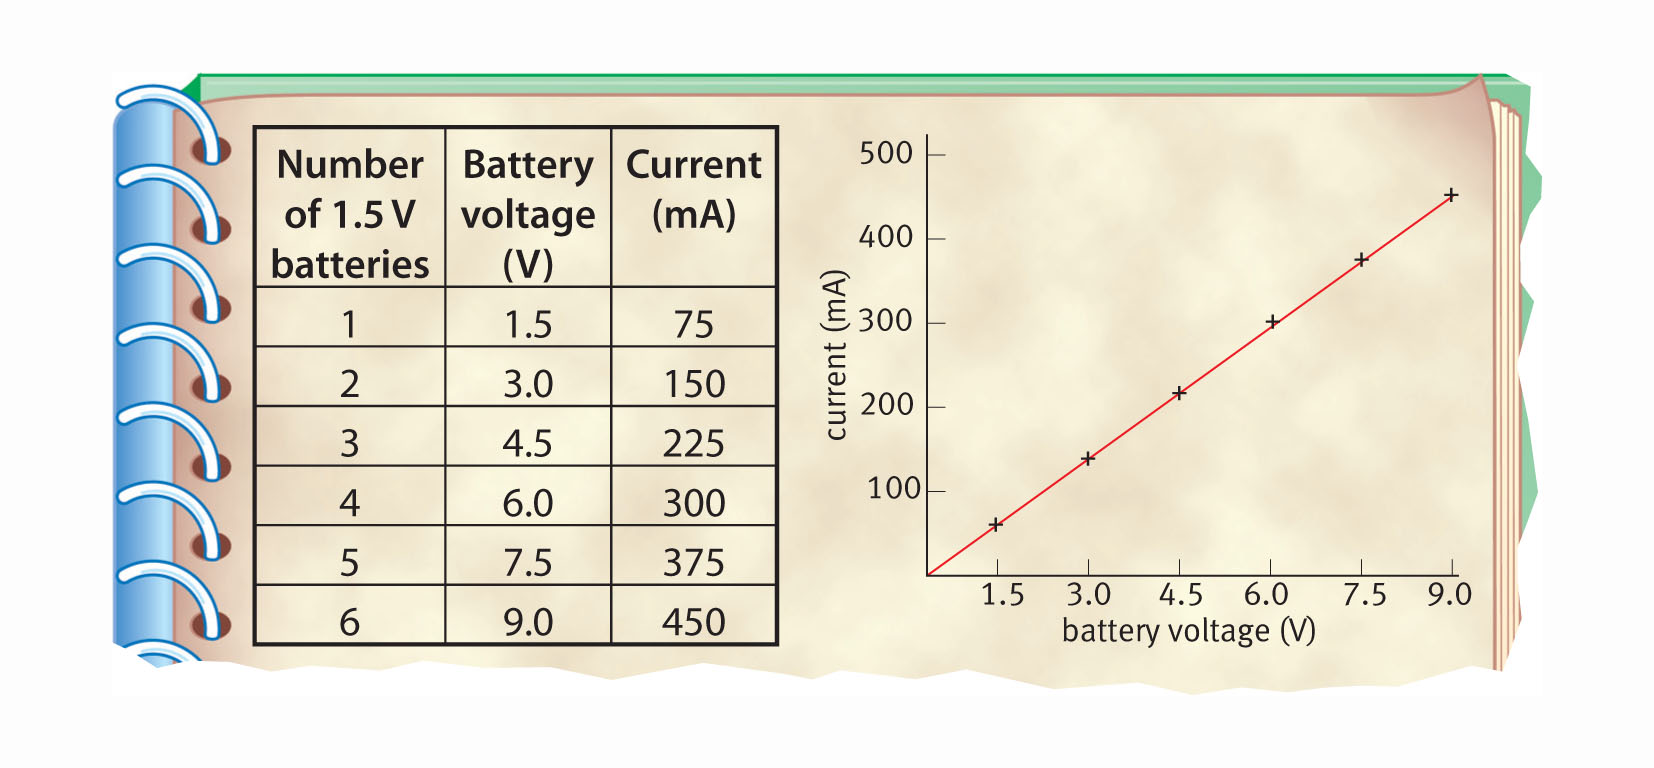 Number of 1.5 V batteries
Battery voltage (V)
Current (mA)
1 1.5 75
2 3.0 150
3 4.5 225
4 6.0 300
5 7.5 375
6 9.0 450
500
400
300
200
100
current (mA)
1.5 3.0 4.5 6.0 7.5 9.0
battery voltage (V)